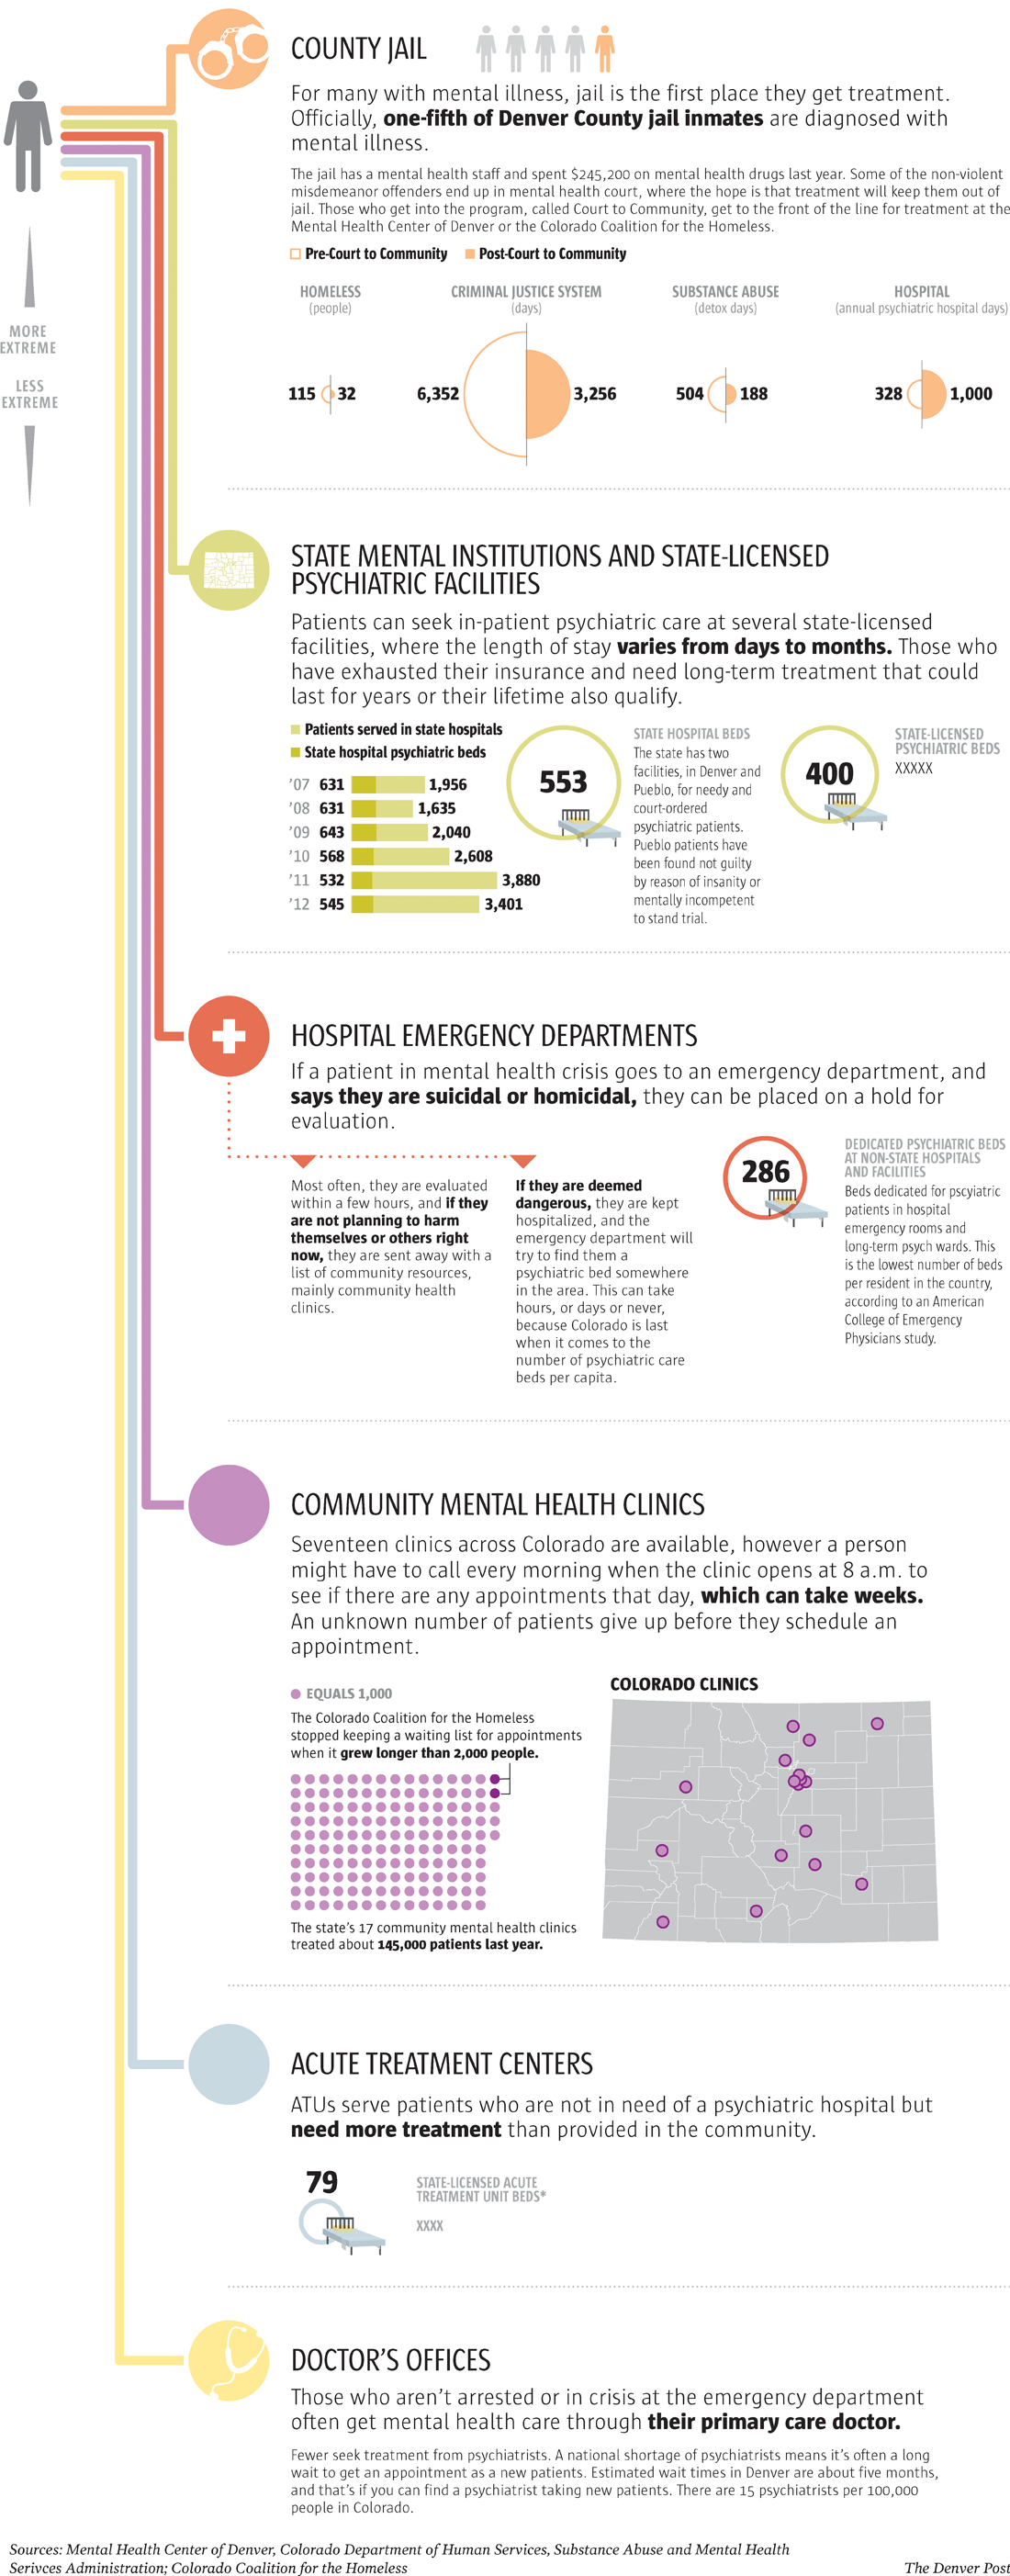 COUNTY JAIL
For many with mental illness, jail is the first place they get treatment.
Officially, one-fifth of Denver County jail inmates are diagnosed with
mental illness.
The jail has a mental health staff and spent $245,200 on mental health drugs last year. Some of the non-violent
misdemeanor offenders end up in mental health court, where the hope is that treatment will keep them out of
jail. Those who get into the program, called Court to Community, get to the front of the line for treatment at the
Mental Health Center of Denver or the Colorado Coalition for the Homeless.
Pre-Court to Community Post-Court to Community
MORE
EXTREME
LESS
EXTREME
HOMELESS
(people)
115 32
CRIMINAL JUSTICE SYSTEM
(days)
6,352 3,256
SUBSTANCE ABUSE
(detox days)
504 188
HOSPITAL
(annual psychiatric hospital days)
328 1,000
STATE MENTAL INSTITUTIONS AND STATE-LICENSED
PSYCHIATRIC FACILITIES
Patients can seek in-patient psychiatric care at several state-licensed
facilities, where the length of stay varies from days to months. Those who
have exhausted their insurance and need long-term treatment that could
last for years or their lifetime also qualify.
Patients served in state hospitals
State hospital psychiatric beds
'07 631 1,956
'08 631 1,635
'09 643 2,040
'10 568 2,608
'11 532 3,880
'12 545 3,401
553
STATE HOSPITAL BEDS
The state has two
facilities, in Denver and
Pueblo, for needy and
court-ordered
psychiatric patients.
Pueblo patients have
been found not guilty
by reason of insanity or
mentally incompetent
to stand trial.
400
STATE-LICENSED
PSYCHIATRIC BEDS
XXXXX
HOSPITAL EMERGENCY DEPARTMENTS
If a patient in mental health crisis goes to an emergency department, and
says they are suicidal or homicidal, they can be placed on a hold for
evaluation.
Most often, they are evaluated
within a few hours, and if they
are not planning to harm
themselves or others right
now, they are sent away with a
list of community resources,
mainly community health
clinics.
If they are deemed
dangerous, they are kept
hospitalized, and the
emergency department will
try to find them a
psychiatric bed somewhere
in the area. This can take
hours, or days or never,
because Colorado is last
when it comes to the
number of psychiatric care
beds per capita.
286
DEDICATED PSYCHIATRIC BEDS
AT NON-STATE HOSPITALS
AND FACILITIES
Beds dedicated for pscyiatric
patients in hospital
emergency rooms and
long-term psych wards. This
is the lowest number of beds
per resident in the country,
according to an American
College of Emergency
Physicians study.
COMMUNITY MENTAL HEALTH CLINICS
Seventeen clinics across Colorado are available, however a person
might have to call every morning when the clinic opens at 8 a.m. to
see if there are any appointments that day, which can take weeks.
An unknown number of patients give up before they schedule an
appointment.
EQUALS 1,000
The Colorado Coalition for the Homeless
stopped keeping a waiting list for appointments
when it grew longer than 2,000 people.
The state's 17 community mental health clinics
treated about 145,000 patients last year.
COLORADO CLINICS
ACUTE TREATMENT CENTERS
ATUs serve patients who are not in need of a psychiatric hospital but
need more treatment than provided in the community.
79
STATE-LICENSED ACUTE
TREATMENT UNIT BEDS*
XXXX
DOCTOR'S OFFICES
Those who aren't arrested or in crisis at the emergency department
often get mental health care through their primary care doctor.
Fewer seek treatment from psychiatrists. A national shortage of psychiatrists means it's often a long
wait to get an appointment as a new patients. Estimated wait times in Denver are about five months,
and that's if you can find a psychiatrist taking new patients. There are 15 psychiatrists per 100,000
people in Colorado.
Sources: Mental Health Center of Denver, Colorado Department of Human Services, Substance Abuse and Mental Health
Serivces Administration; Colorado Coalition for the Homeless
The Denver Post